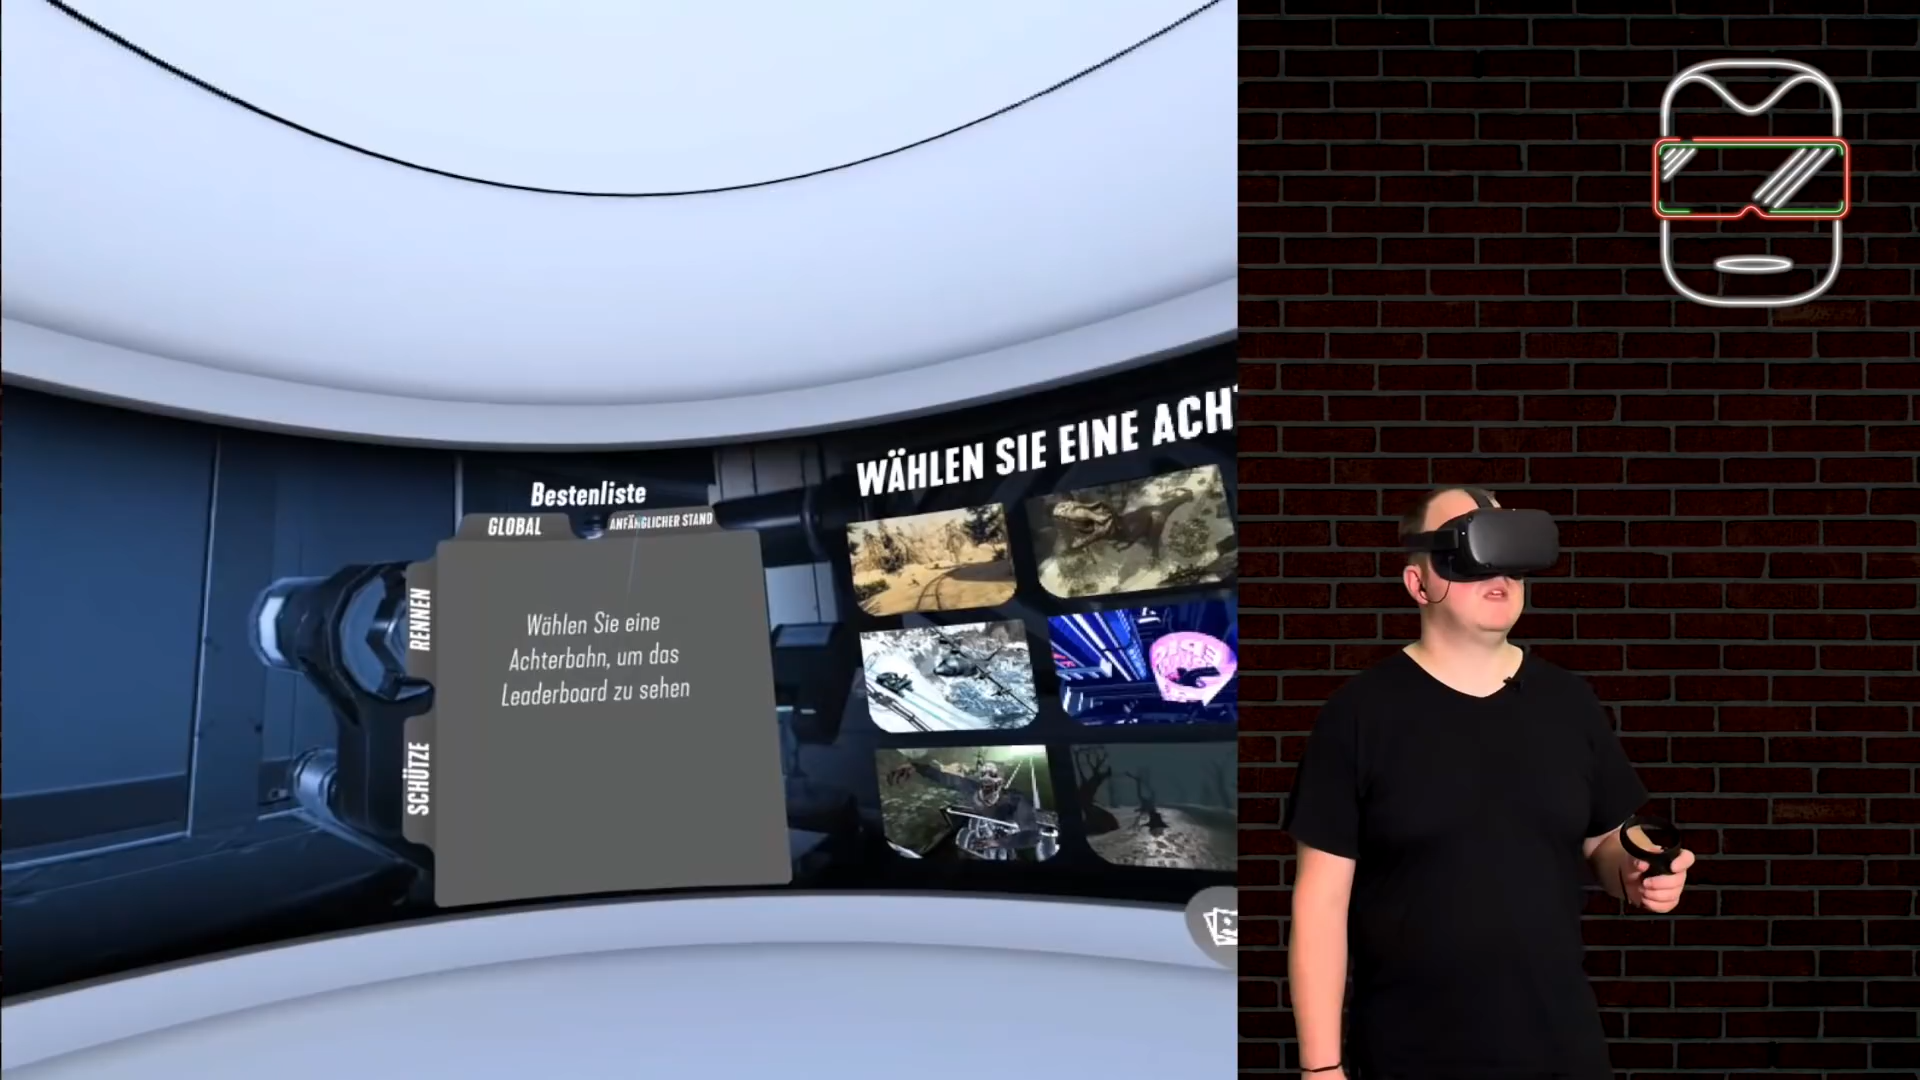 WÄHLEN SIE EINE ACH
Bestenliste
GLOBAL
ANFÄNGLICHER STAND
RENNEN
SCHÜTZE
Wählen Sie eine
Achterbahn, um das
Leaderboard zu sehen